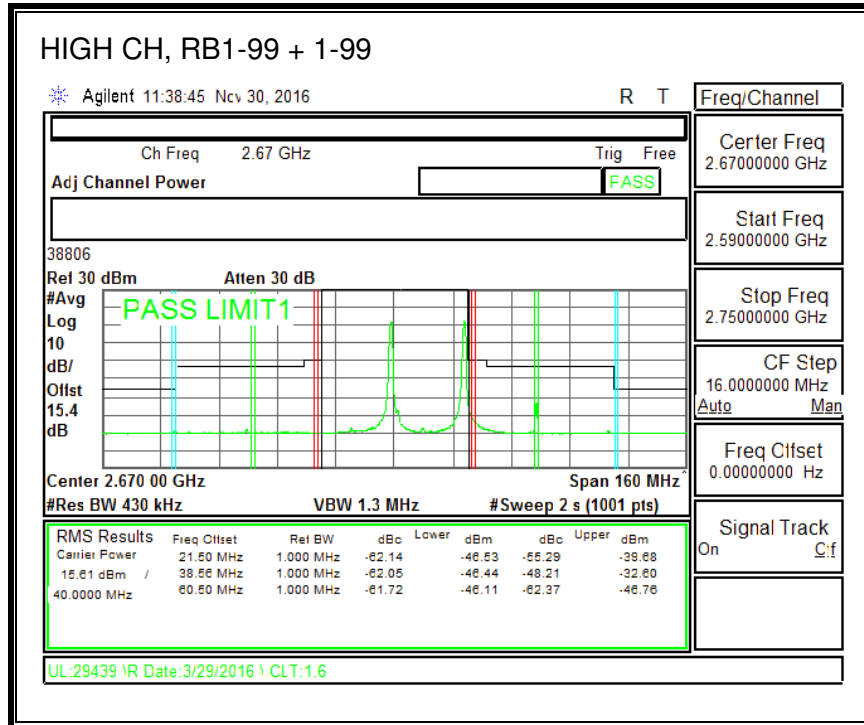 HIGH CH, RB1-99 + 1-99
Agilent 11:38:45 Nov 30, 2016 R T
Freq/Channel
Ch Freq 2.67 GHz Trig Free
Adj Channel Power PASS
Center Freq
2.67000000 GHz
Start Freq
2.59000000 GHz
Stop Freq
2.75000000 GHz
CF Step
16.0000000 MHz
Auto Man
Freq Offset
0.00000000 Hz
Signal Track
On Off
38806
Ref 30 dBm Atten 30 dB
#Avg
Log
10
dB/
Offst
15.4
dB
PASS LIMIT1
Center 2.670 00 GHz Span 160 MHz^
#Res BW 430 kHz VBW 1.3 MHz #Sweep 2 s (1001 pts)
RMS Results Freq Offset Ref BW dBc Lower dBm dBc Upper dBm
Carrier Power 21.50 MHz 1.000 MHz -62.14 -46.53 -55.29 -39.68
15.61 dBm / 38.56 MHz 1.000 MHz -62.05 -46.44 -48.21 -32.60
40.0000 MHz 60.50 MHz 1.000 MHz -61.72 -46.11 -62.37 -46.76
UL:29439 \R Date:3/29/2016 \ CLT:1.6